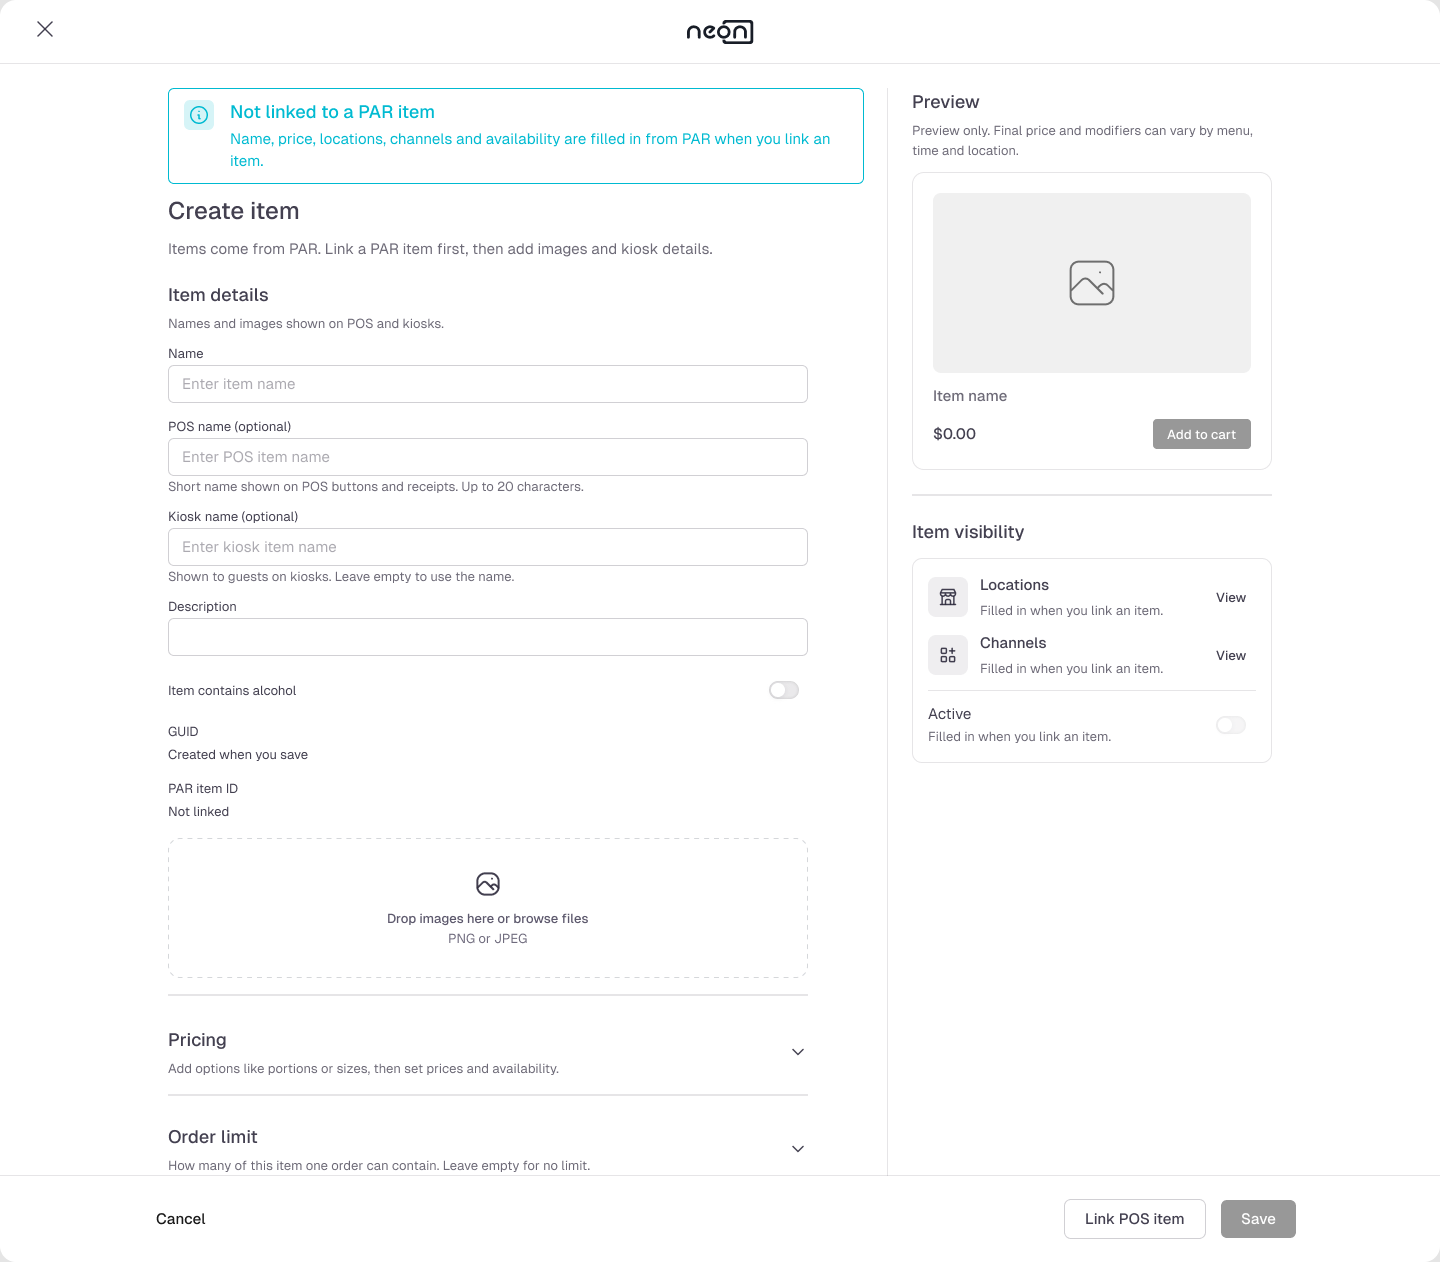 neon
Not linked to a PAR item
Name, price, locations, channels and availability are filled in from PAR when you link an
item.
Create item
Items come from PAR. Link a PAR item first, then add images and kiosk details.
Item details
Names and images shown on POS and kiosks.
Name
Enter item name
POS name (optional)
Enter POS item name
Short name shown on POS buttons and receipts. Up to 20 characters.
Kiosk name (optional)
Enter kiosk item name
Shown to guests on kiosks. Leave empty to use the name.
Description
Item contains alcohol
GUID
Created when you save
PAR item ID
Not linked
Drop images here or browse files
PNG or JPEG
Pricing
Add options like portions or sizes, then set prices and availability.
Order limit
How many of this item one order can contain. Leave empty for no limit.
Preview
Preview only. Final price and modifiers can vary by menu,
time and location.
Item name
$0.00
Add to cart
Item visibility
Locations
Filled in when you link an item.
View
Channels
Filled in when you link an item.
View
Active
Filled in when you link an item.
Cancel
Link POS item
Save